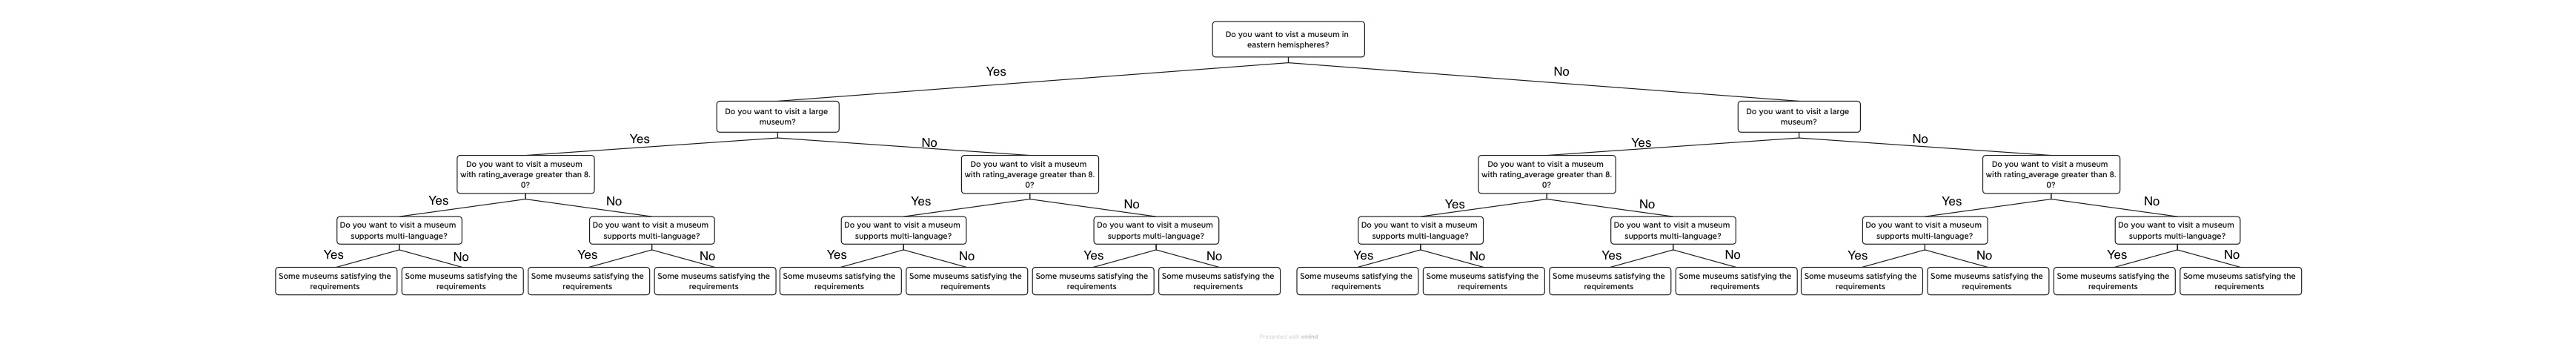 Do you want to vist a museum in
eastern hemispheres?
Yes
No
Do you want to visit a large
museum?
Do you want to visit a large
museum?
Yes
No
Yes
No
Do you want to visit a museum
with rating_average greater than 8.
0?
Do you want to visit a museum
with rating_average greater than 8.
0?
Do you want to visit a museum
with rating_average greater than 8.
0?
Do you want to visit a museum
with rating_average greater than 8.
0?
Yes
No
Yes
No
Yes
No
Yes
No
Do you want to visit a museum
supports multi-language?
Do you want to visit a museum
supports multi-language?
Do you want to visit a museum
supports multi-language?
Do you want to visit a museum
supports multi-language?
Do you want to visit a museum
supports multi-language?
Do you want to visit a museum
supports multi-language?
Do you want to visit a museum
supports multi-language?
Do you want to visit a museum
supports multi-language?
Yes
No
Yes
No
Yes
No
Yes
No
Yes
No
Yes
No
Yes
No
Yes
No
Some museums satisfying the
requirements
Some museums satisfying the
requirements
Some museums satisfying the
requirements
Some museums satisfying the
requirements
Some museums satisfying the
requirements
Some museums satisfying the
requirements
Some museums satisfying the
requirements
Some museums satisfying the
requirements
Some museums satisfying the
requirements
Some museums satisfying the
requirements
Some museums satisfying the
requirements
Some museums satisfying the
requirements
Some museums satisfying the
requirements
Some museums satisfying the
requirements
Some museums satisfying the
requirements
Some museums satisfying the
requirements
Presented with xmind